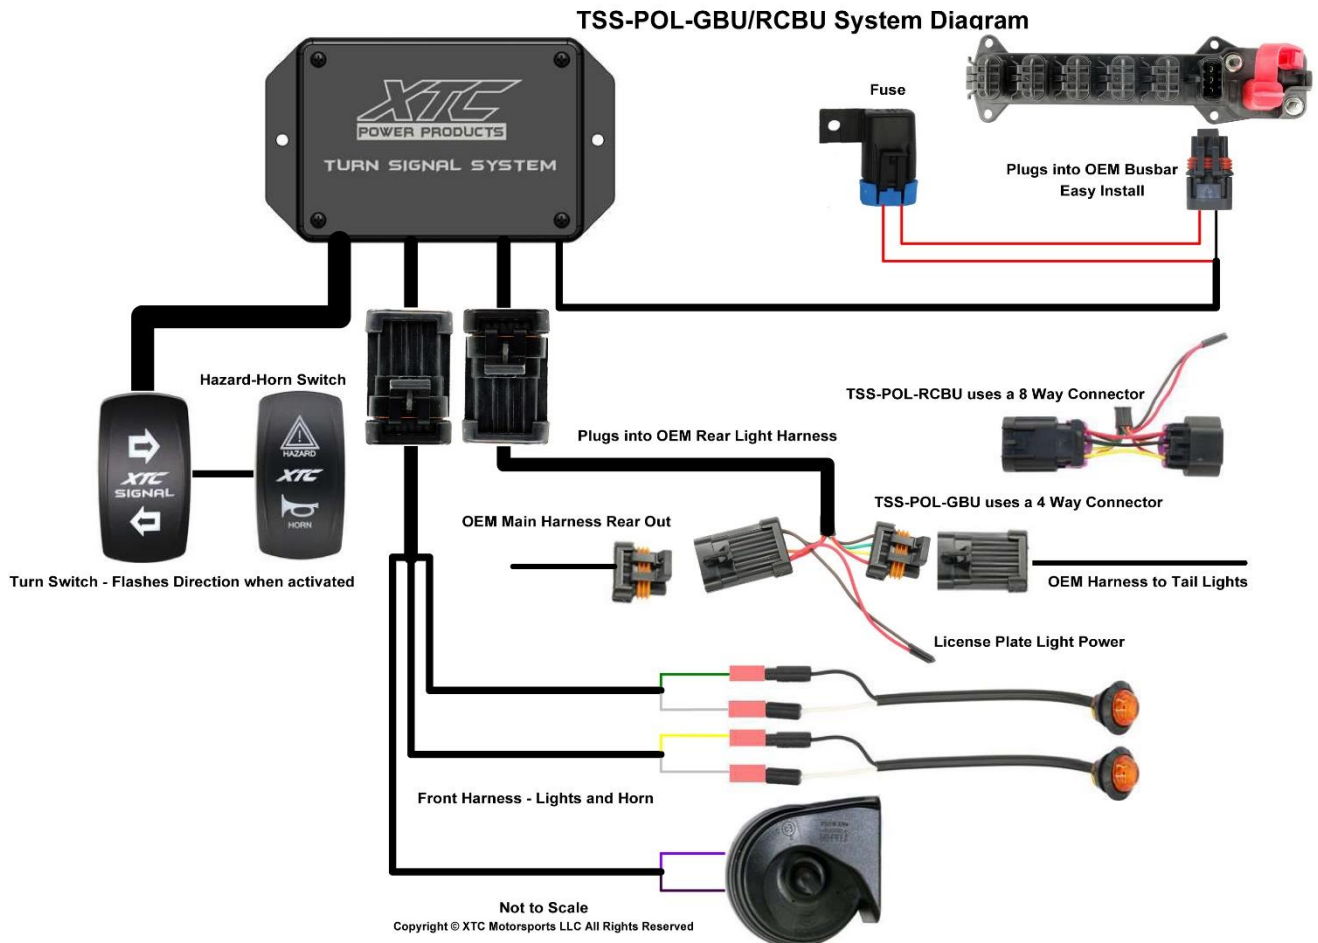 TSS-POL-GBU/RCBU System Diagram
XTC
POWER PRODUCTS
TURN SIGNAL SYSTEM
Fuse
Plugs into OEM Busbar
Easy Install
Hazard-Horn Switch
HAZARD
XTC
HORN
XTC
SIGNAL
Turn Switch - Flashes Direction when activated
TSS-POL-RCBU uses a 8 Way Connector
Plugs into OEM Rear Light Harness
TSS-POL-GBU uses a 4 Way Connector
OEM Main Harness Rear Out
OEM Harness to Tail Lights
License Plate Light Power
Front Harness - Lights and Horn
Not to Scale
Copyright © XTC Motorsports LLC All Rights Reserved